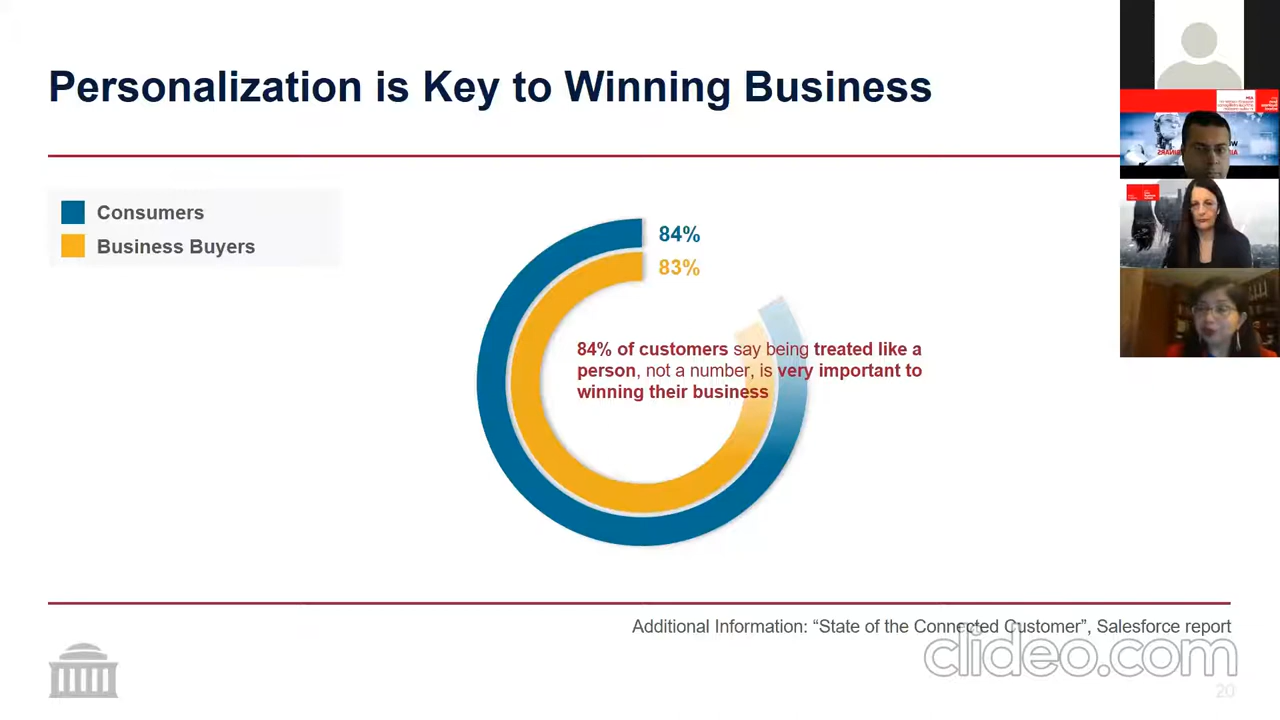 Personalization is Key to Winning Business
Consumers
Business Buyers
84%
83%
84% of customers say being treated like a
person, not a number, is very important to
winning their business
Additional Information: “State of the Connected Customer”, Salesforce report
clideo.com
20